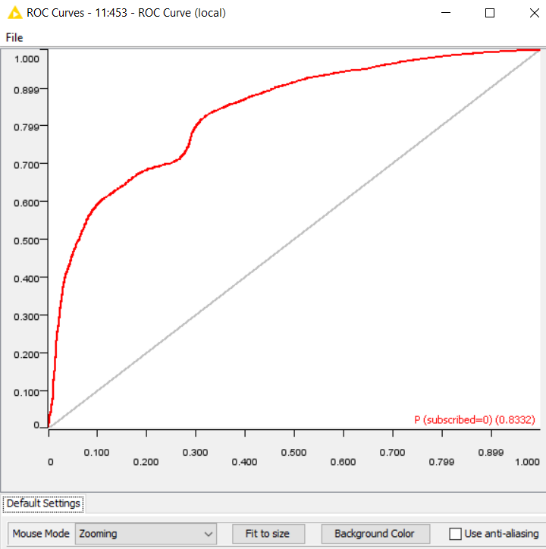 ROC Curves - 11:453 - ROC Curve (local)
File
1.000
0.899
0.799
0.700
0.600
0.500
0.400
0.300
0.200
0.100
0
P (subscribed=0) (0.8332)
0 0.100 0.200 0.300 0.400 0.500 0.600 0.700 0.799 0.899 1.000
Default Settings
Mouse Mode Zooming Fit to size Background Color Use anti-aliasing